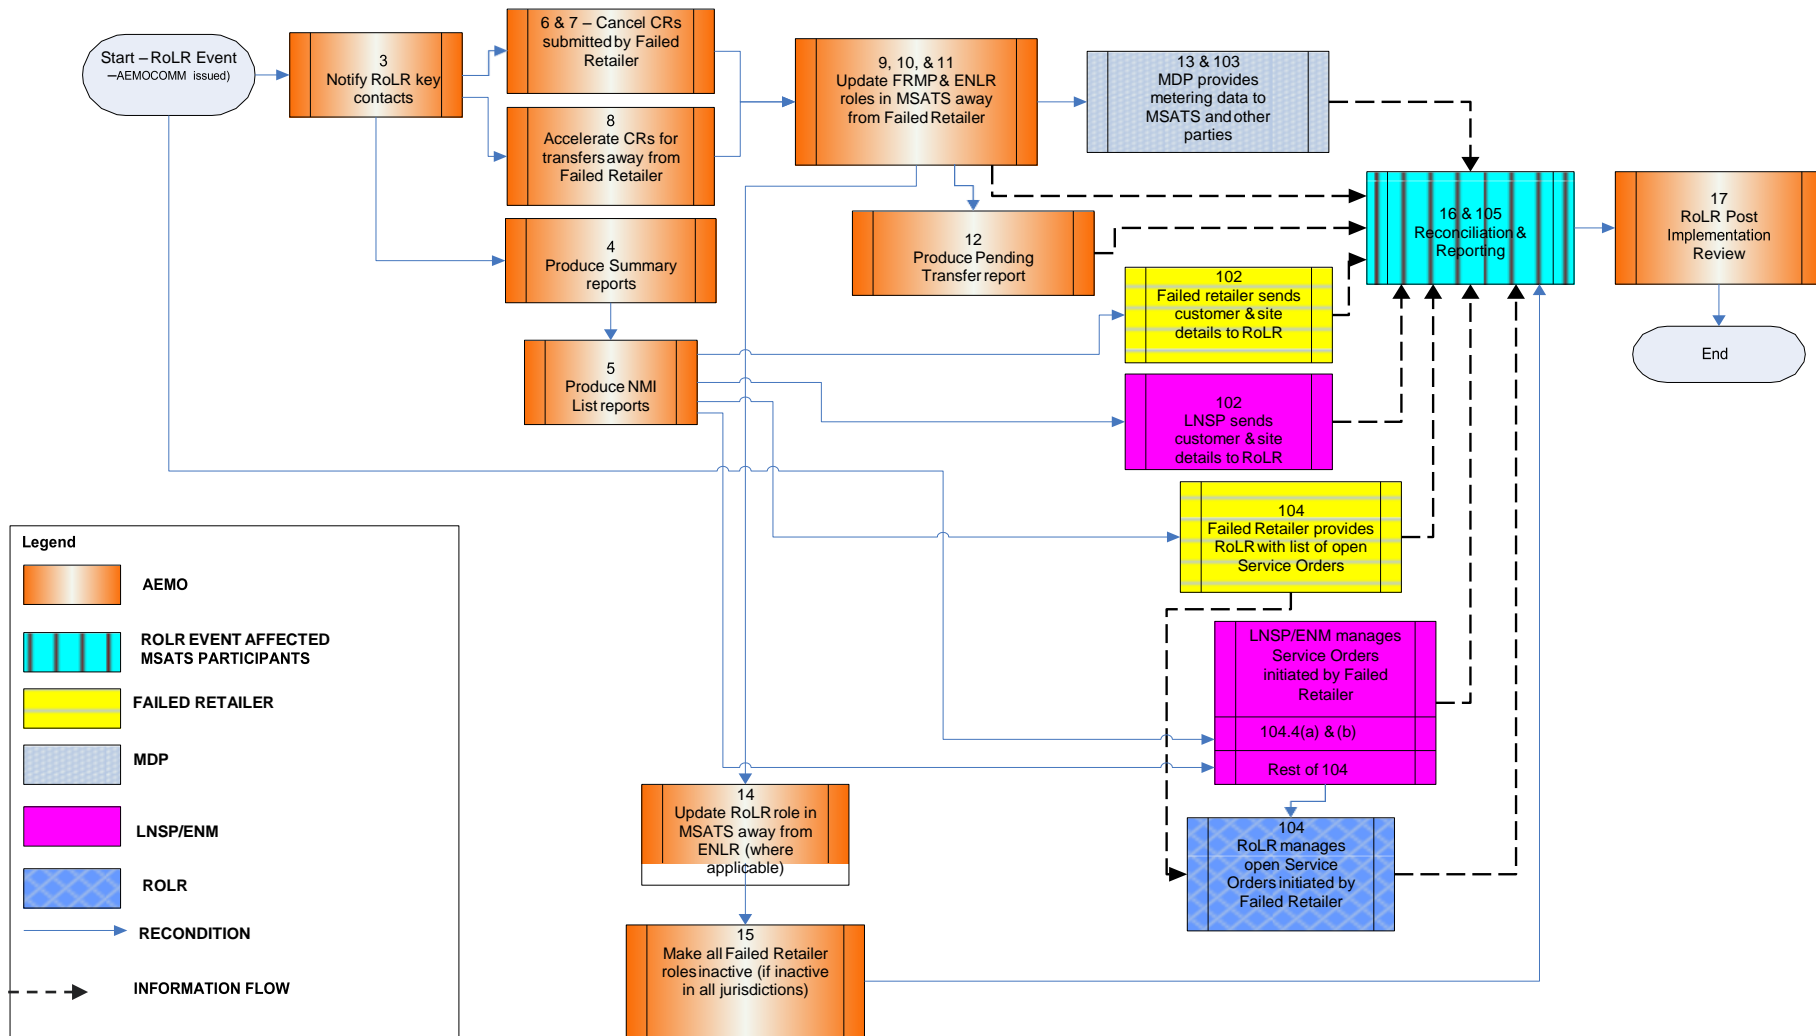 Start – RoLR Event
–AEMOCOMM issued)
3
Notify RoLR key
contacts
6 & 7 – Cancel CRs
submitted by Failed
Retailer
8
Accelerate CRs for
transfers away from
Failed Retailer
4
Produce Summary
reports
5
Produce NMI
List reports
9, 10, & 11
Update FRMP & ENLR
roles in MSATS away
from Failed Retailer
12
Produce Pending
Transfer report
13 & 103
MDP provides
metering data to
MSATS and other
parties
102
Failed retailer sends
customer & site
details to RoLR
102
LNSP sends
customer & site
details to RoLR
16 & 105
Reconciliation &
Reporting
17
RoLR Post
Implementation
Review
End
104
Failed Retailer provides
RoLR with list of open
Service Orders
LNSP/ENM manages
Service Orders
initiated by Failed
Retailer
104.4(a) & (b)
Rest of 104
104
RoLR manages
open Service
Orders initiated by
Failed Retailer
14
Update RoLR role in
MSATS away from
ENLR (where
applicable)
15
Make all Failed Retailer
roles inactive (if inactive
in all jurisdictions)
Legend
AEMO
ROLR EVENT AFFECTED
MSATS PARTICIPANTS
FAILED RETAILER
MDP
LNSP/ENM
ROLR
RECONDITION
INFORMATION FLOW